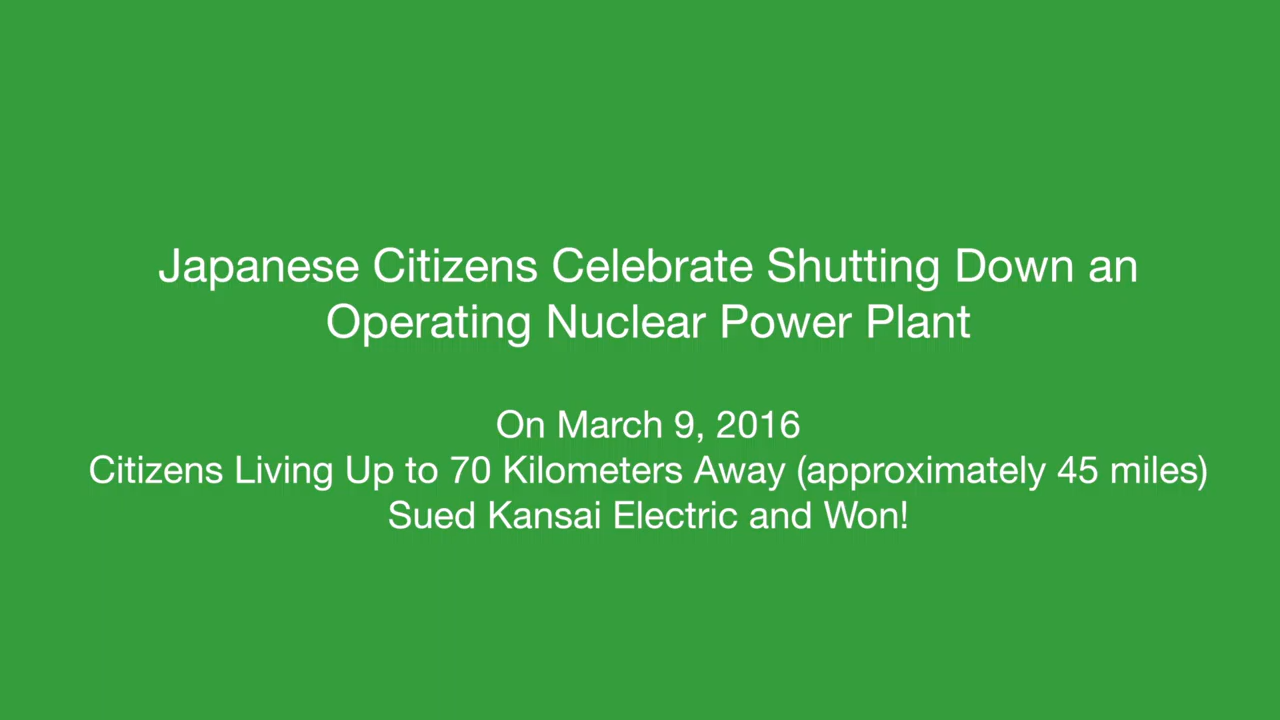 Japanese Citizens Celebrate Shutting Down an
Operating Nuclear Power Plant
On March 9, 2016
Citizens Living Up to 70 Kilometers Away (approximately 45 miles)
Sued Kansai Electric and Won!